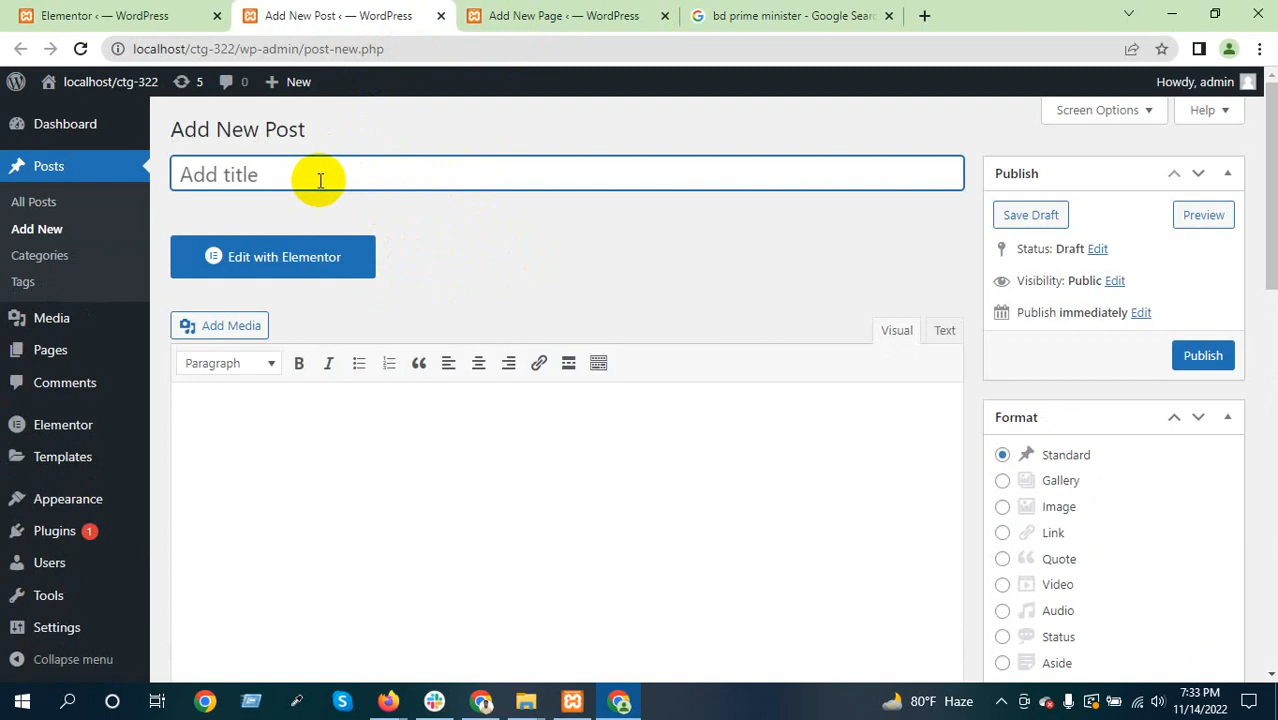 Elementor ‹ — WordPress
Add New Post ‹ — WordPress
Add New Page ‹ — WordPress
bd prime minister - Google Sear
localhost/ctg-322/wp-admin/post-new.php
localhost/ctg-322
5
0
New
Howdy, admin
Dashboard
Posts
All Posts
Add New
Categories
Tags
Media
Pages
Comments
Elementor
Templates
Appearance
Plugins 1
Users
Tools
Settings
Collapse menu
Screen Options
Help
Add New Post
Add title
Edit with Elementor
Add Media
Visual
Text
Paragraph
B
I
Publish
Save Draft
Preview
Status: Draft Edit
Visibility: Public Edit
Publish immediately Edit
Publish
Format
Standard
Gallery
Image
Link
Quote
Video
Audio
Status
Aside
80°F Haze
7:33 PM
11/14/2022